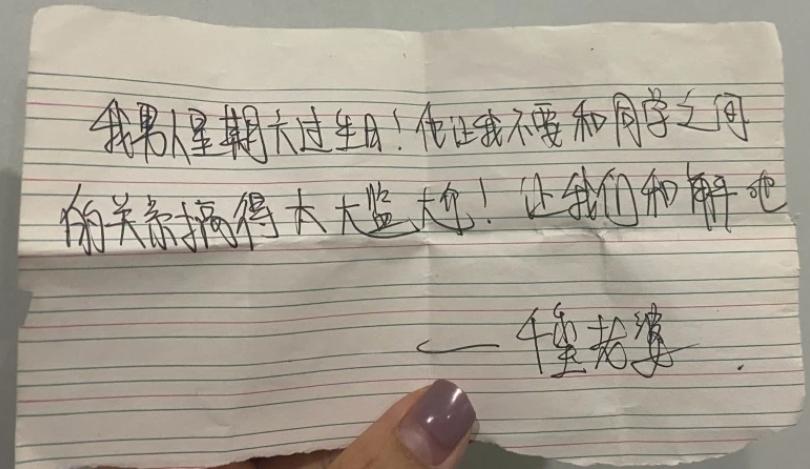 我男人星期六过生日！他让我不要和同学之间
的关系搞得太尴尬！让我们和解吧
——千玺老婆.